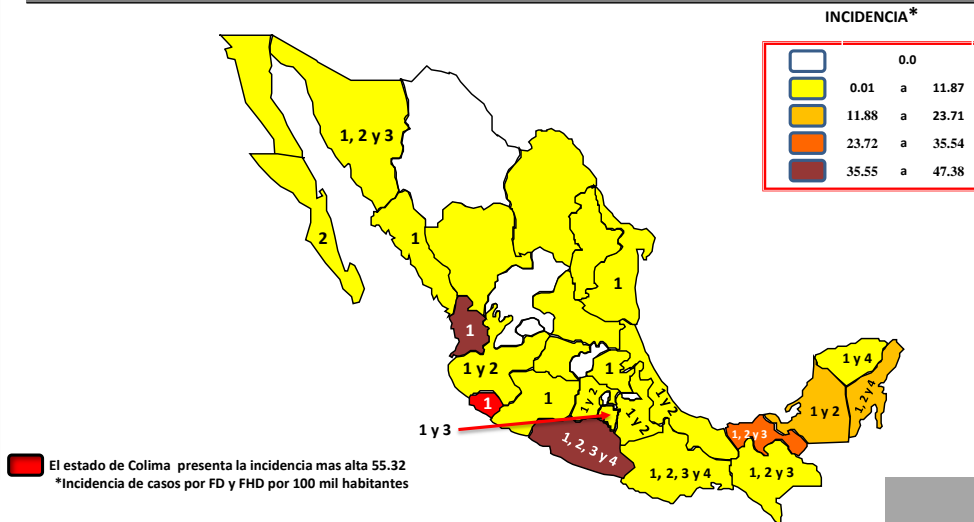 INCIDENCIA*
0.0
0.01 a 11.87
11.88 a 23.71
23.72 a 35.54
35.55 a 47.38
1, 2 y 3
2
1
1
1
1 y 2
1
1
1
1 y 2
1 y 2
1 y 2
1 y 3
1, 2, 3 y 4
1, 2, 3 y 4
1, 2 y 3
1, 2 y 3
1 y 2
1 y 4
1, 2 y 4
El estado de Colima presenta la incidencia mas alta 55.32
*Incidencia de casos por FD y FHD por 100 mil habitantes